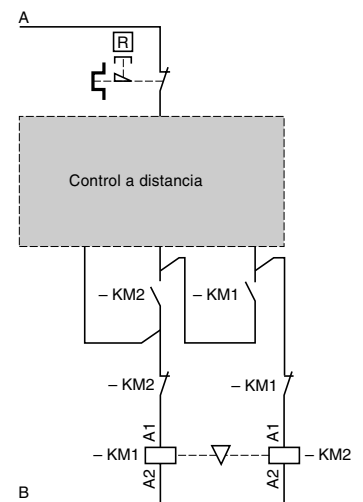 A
R
Control a distancia
– KM2
– KM1
– KM2
– KM1
A1
A1
– KM1
– KM2
A2
A2
B